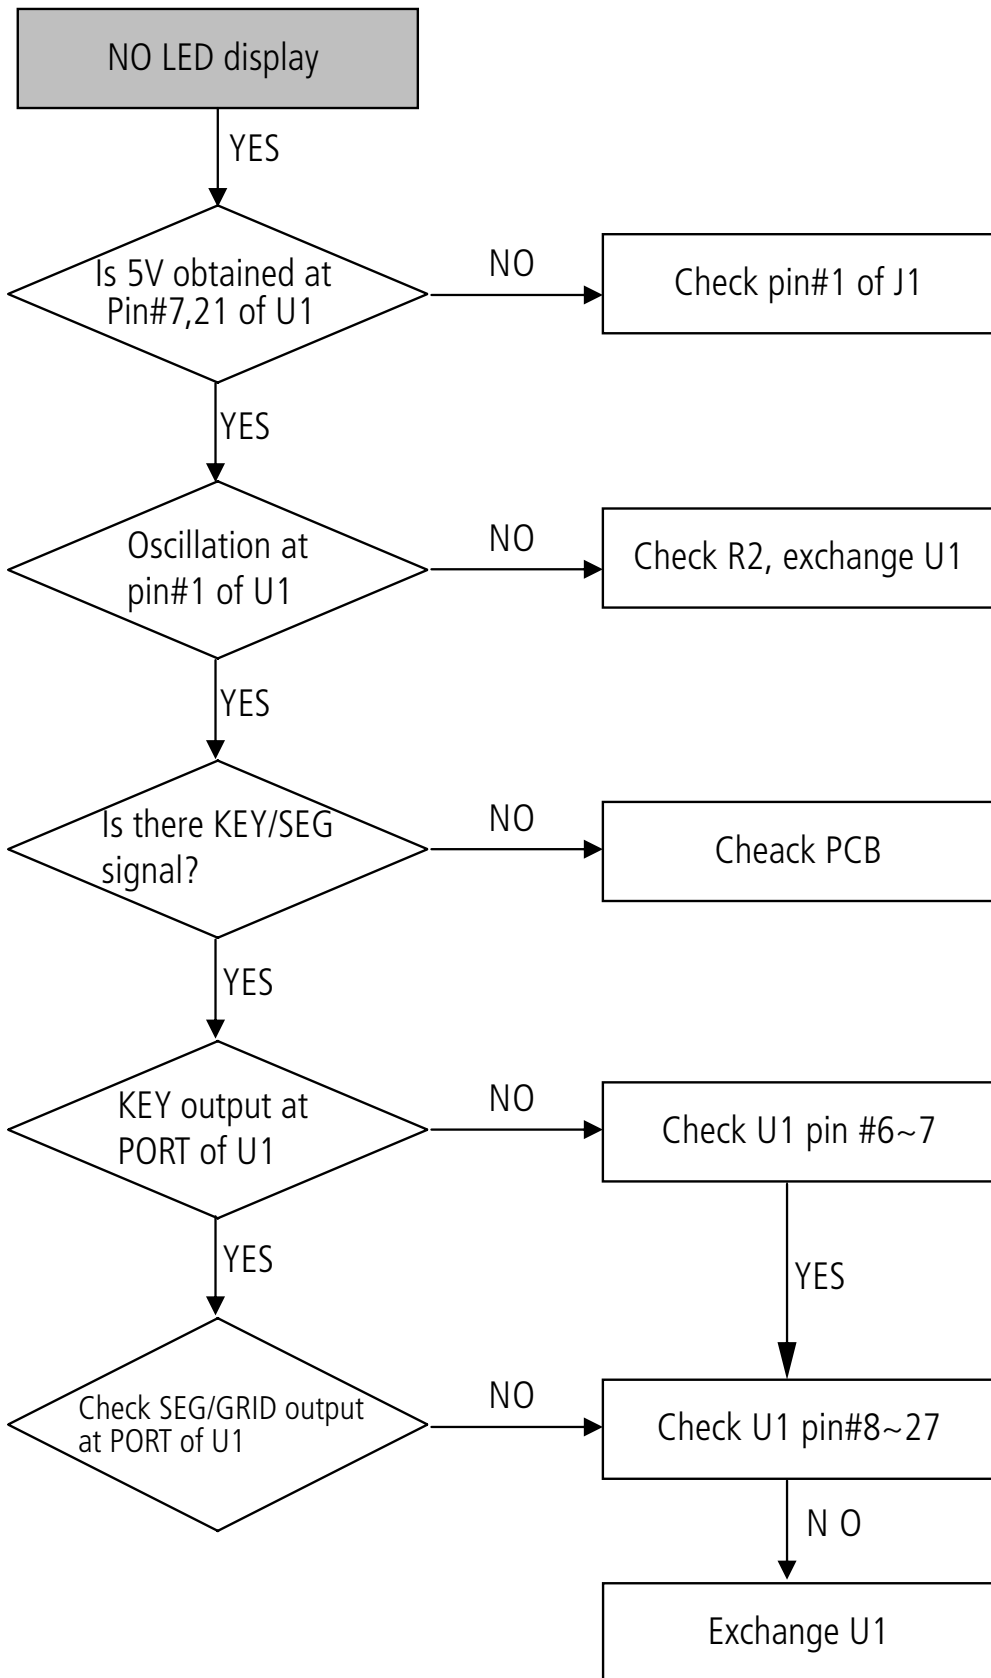 NO LED display
YES
Is 5V obtained at
Pin#7,21 of U1
NO
Check pin#1 of J1
YES
Oscillation at
pin#1 of U1
NO
Check R2, exchange U1
YES
Is there KEY/SEG
signal?
NO
Cheack PCB
YES
KEY output at
PORT of U1
NO
Check U1 pin #6~7
YES
YES
Check SEG/GRID output
at PORT of U1
NO
Check U1 pin#8~27
N O
Exchange U1